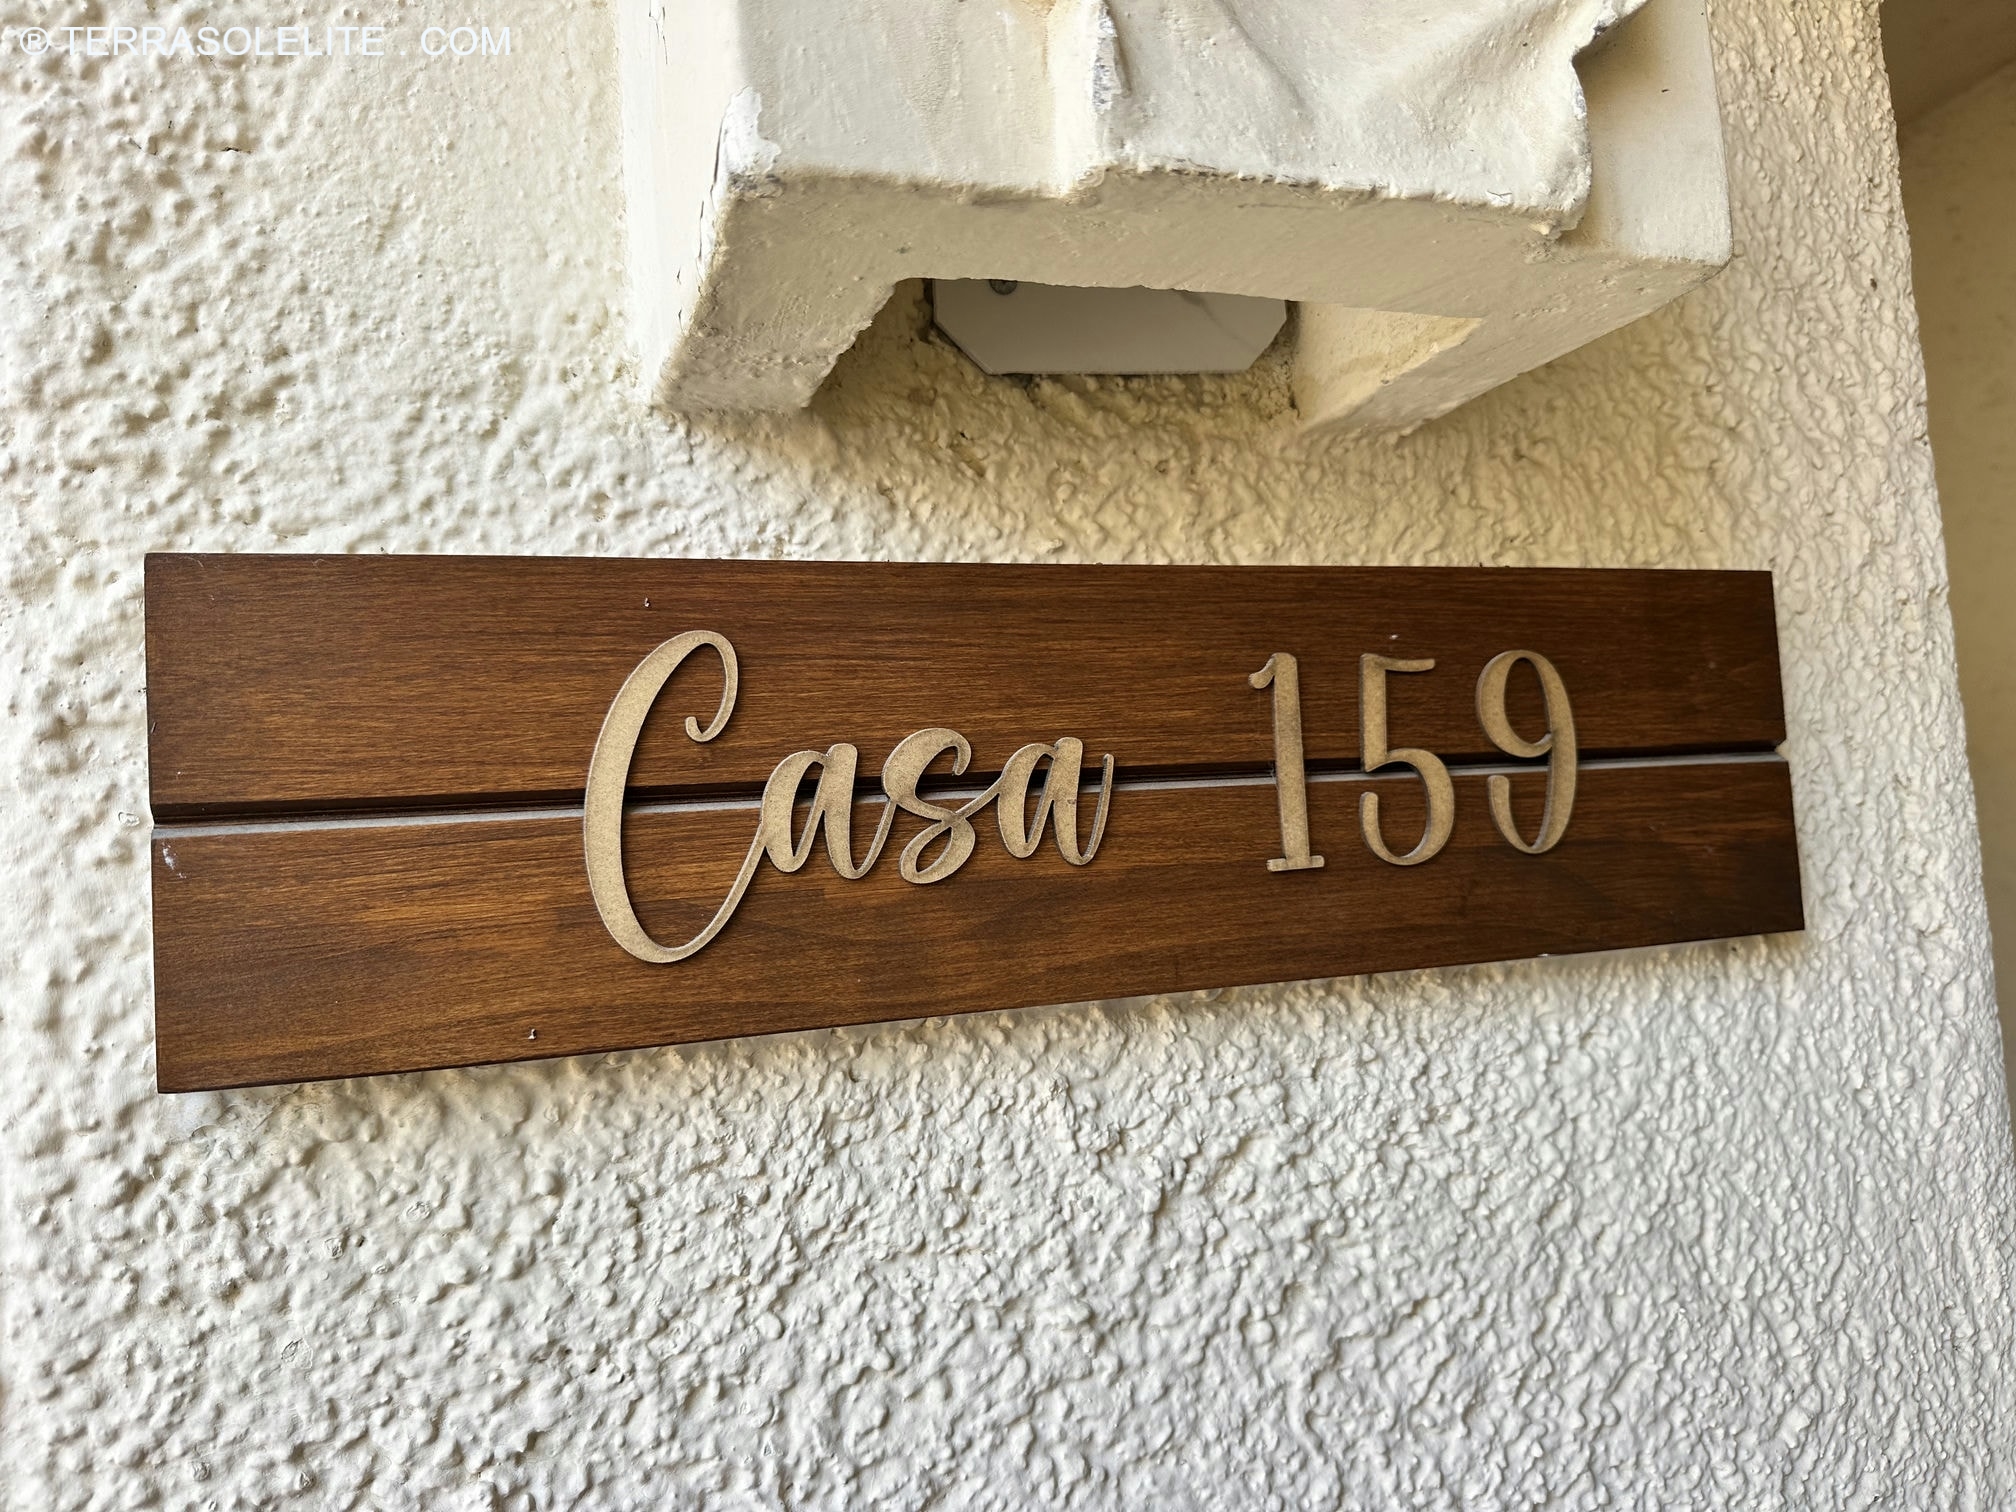 ® TERRASOLELITE . COM
Casa 159